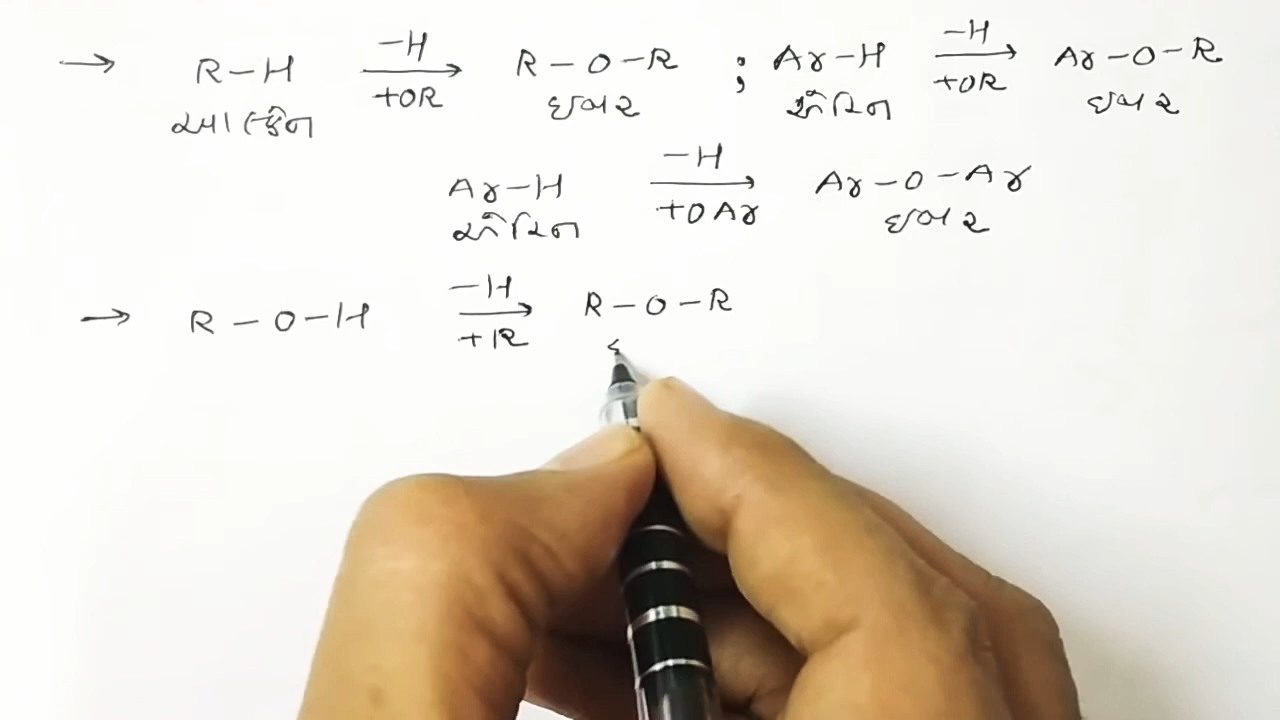 → R-H -H/+OR→ R-O-R ; Ar-H -H/+OR→ Ar-O-R
આલ્કેન ઇથર એરિન ઇથર
Ar-H -H/+OAr→ Ar-O-Ar
એરિન ઇથર
→ R-O-H -H/+R→ R-O-R